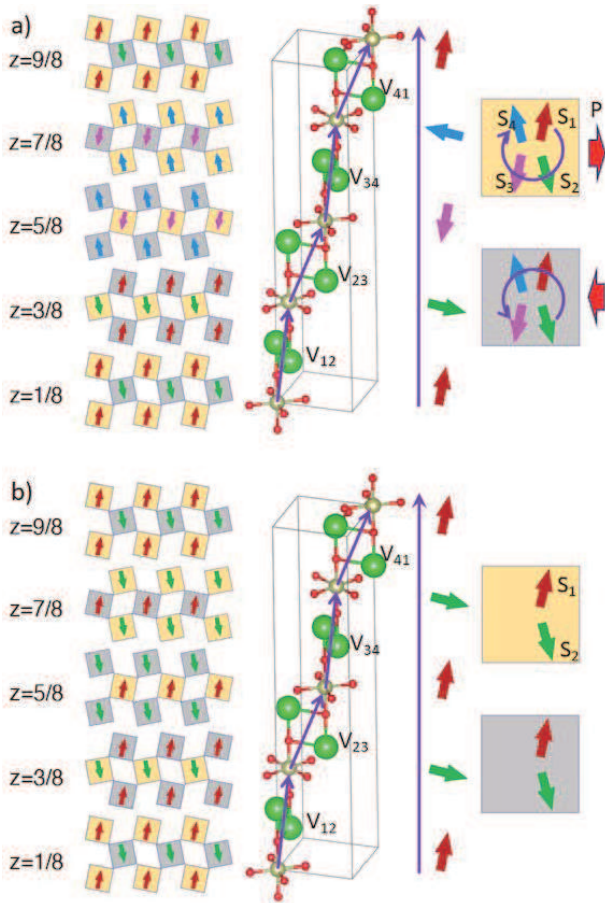 a)
z=9/8
z=7/8
z=5/8
z=3/8
z=1/8
V41
V34
V23
V12
S4 S1
S3 S2
P
b)
z=9/8
z=7/8
z=5/8
z=3/8
z=1/8
V41
V34
V23
V12
S1
S2